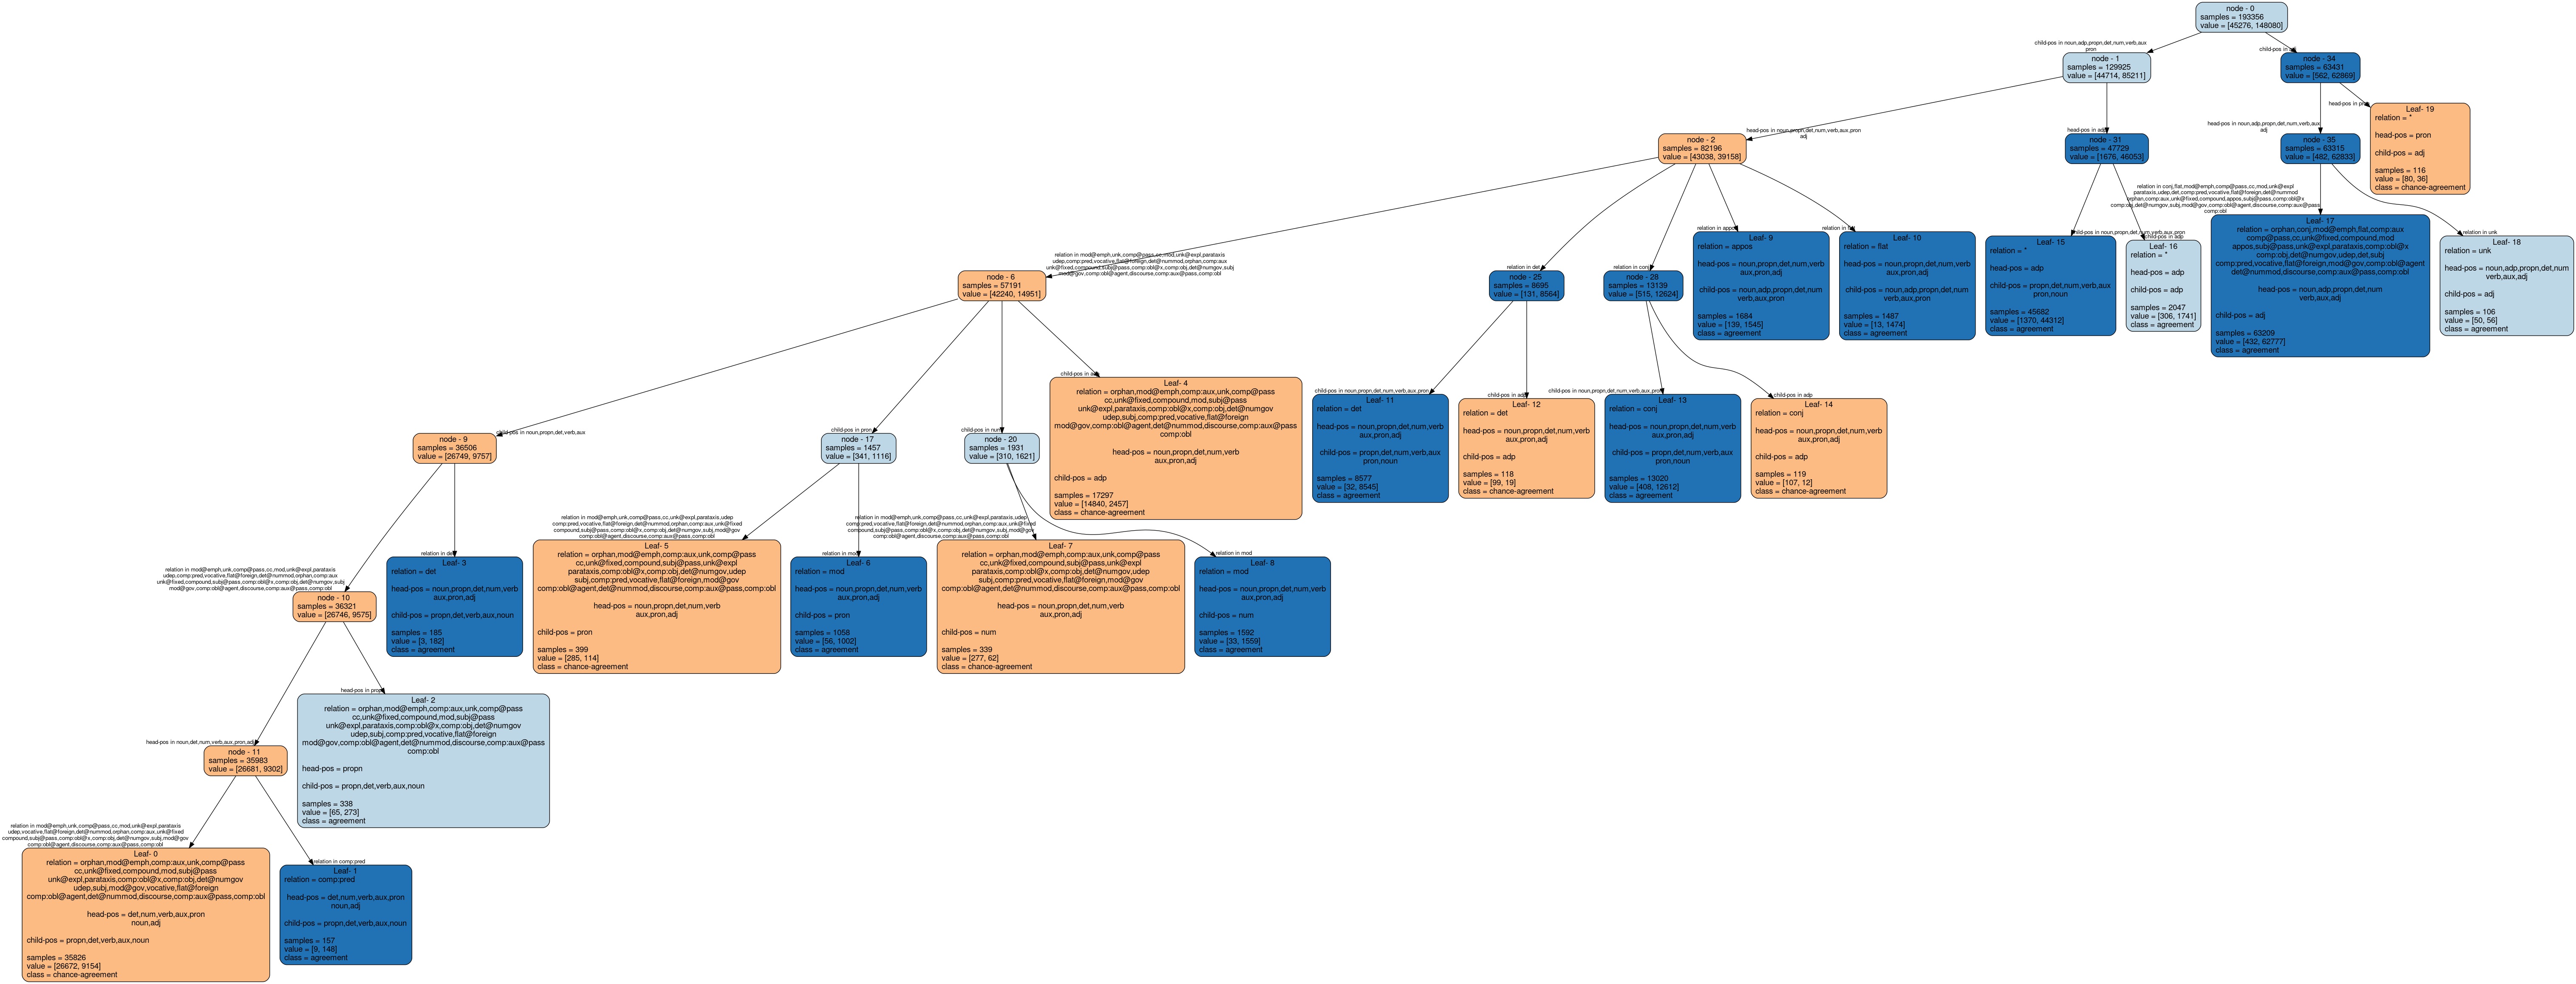 node - 0
samples = 193356
value = [45276, 148080]
child-pos in noun,adp,propn,det,num,verb,aux
pron
node - 1
samples = 129925
value = [44714, 85211]
child-pos in
node - 34
samples = 63431
value = [562, 62869]
head-pos in
Leaf- 19
relation = *
head-pos = pron
child-pos = adj
samples = 116
value = [80, 36]
class = chance-agreement
head-pos in noun,propn,det,num,verb,aux,pron
adj
node - 2
samples = 82196
value = [43038, 39158]
head-pos in adp
node - 31
samples = 47729
value = [1676, 46053]
head-pos in noun,adp,propn,det,num,verb,aux
adj
node - 35
samples = 63315
value = [482, 62833]
relation in mod@emph,unk,comp@pass,cc,mod,unk@expl,parataxis
udep,comp:pred,vocative,flat@foreign,det@nummod,orphan,comp:aux
unk@fixed,compound,subj@pass,comp:obl@x,comp:obj,det@numgov,subj
mod@gov,comp:obl@agent,discourse,comp:aux@pass,comp:obl
node - 6
samples = 57191
value = [42240, 14951]
relation in det
node - 25
samples = 8695
value = [131, 8564]
relation in conj
node - 28
samples = 13139
value = [515, 12624]
relation in appos
Leaf- 9
relation = appos
head-pos = noun,propn,det,num,verb
aux,pron,adj
child-pos = noun,adp,propn,det,num
verb,aux,pron
samples = 1684
value = [139, 1545]
class = agreement
relation in flat
Leaf- 10
relation = flat
head-pos = noun,propn,det,num,verb
aux,pron,adj
child-pos = noun,adp,propn,det,num
verb,aux,pron
samples = 1487
value = [13, 1474]
class = agreement
child-pos in noun,propn,det,num,verb,aux,pron
Leaf- 15
relation = *
head-pos = adp
child-pos = propn,det,num,verb,aux
pron,noun
samples = 45682
value = [1370, 44312]
class = agreement
child-pos in adp
Leaf- 16
relation = *
head-pos = adp
child-pos = adp
samples = 2047
value = [306, 1741]
class = agreement
relation in conj,flat,mod@emph,comp@pass,cc,mod,unk@expl
parataxis,udep,det,comp:pred,vocative,flat@foreign,det@nummod
orphan,comp:aux,unk@fixed,compound,appos,subj@pass,comp:obl@x
comp:obj,det@numgov,subj,mod@gov,comp:obl@agent,discourse,comp:aux@pass
comp:obl
Leaf- 17
relation = orphan,conj,mod@emph,flat,comp:aux
comp@pass,cc,unk@fixed,compound,mod
appos,subj@pass,unk@expl,parataxis,comp:obl@x
comp:obj,det@numgov,udep,det,subj
comp:pred,vocative,flat@foreign,mod@gov,comp:obl@agent
det@nummod,discourse,comp:aux@pass,comp:obl
head-pos = noun,adp,propn,det,num
verb,aux,adj
child-pos = adj
samples = 63209
value = [432, 62777]
class = agreement
relation in unk
Leaf- 18
relation = unk
head-pos = noun,adp,propn,det,num
verb,aux,adj
child-pos = adj
samples = 106
value = [50, 56]
class = agreement
child-pos in noun,propn,det,verb,aux
node - 9
samples = 36506
value = [26749, 9757]
child-pos in pron
node - 17
samples = 1457
value = [341, 1116]
child-pos in num
node - 20
samples = 1931
value = [310, 1621]
child-pos in adp
Leaf- 4
relation = orphan,mod@emph,comp:aux,unk,comp@pass
cc,unk@fixed,compound,mod,subj@pass
unk@expl,parataxis,comp:obl@x,comp:obj,det@numgov
udep,subj,comp:pred,vocative,flat@foreign
mod@gov,comp:obl@agent,det@nummod,discourse,comp:aux@pass
comp:obl
head-pos = noun,propn,det,num,verb
aux,pron,adj
child-pos = adp
samples = 17297
value = [14840, 2457]
class = chance-agreement
child-pos in noun,propn,det,num,verb,aux,pron
Leaf- 11
relation = det
head-pos = noun,propn,det,num,verb
aux,pron,adj
child-pos = propn,det,num,verb,aux
pron,noun
samples = 8577
value = [32, 8545]
class = agreement
child-pos in adp
Leaf- 12
relation = det
head-pos = noun,propn,det,num,verb
aux,pron,adj
child-pos = adp
samples = 118
value = [99, 19]
class = chance-agreement
child-pos in noun,propn,det,num,verb,aux,pron
Leaf- 13
relation = conj
head-pos = noun,propn,det,num,verb
aux,pron,adj
child-pos = propn,det,num,verb,aux
pron,noun
samples = 13020
value = [408, 12612]
class = agreement
child-pos in adp
Leaf- 14
relation = conj
head-pos = noun,propn,det,num,verb
aux,pron,adj
child-pos = adp
samples = 119
value = [107, 12]
class = chance-agreement
relation in mod@emph,unk,comp@pass,cc,mod,unk@expl,parataxis
udep,comp:pred,vocative,flat@foreign,det@nummod,orphan,comp:aux
unk@fixed,compound,subj@pass,comp:obl@x,comp:obj,det@numgov,subj
mod@gov,comp:obl@agent,discourse,comp:aux@pass,comp:obl
node - 10
samples = 36321
value = [26746, 9575]
relation in det
Leaf- 3
relation = det
head-pos = noun,propn,det,num,verb
aux,pron,adj
child-pos = propn,det,verb,aux,noun
samples = 185
value = [3, 182]
class = agreement
relation in mod@emph,unk,comp@pass,cc,unk@expl,parataxis,udep
comp:pred,vocative,flat@foreign,det@nummod,orphan,comp:aux,unk@fixed
compound,subj@pass,comp:obl@x,comp:obj,det@numgov,subj,mod@gov
comp:obl@agent,discourse,comp:aux@pass,comp:obl
Leaf- 5
relation = orphan,mod@emph,comp:aux,unk,comp@pass
cc,unk@fixed,compound,subj@pass,unk@expl
parataxis,comp:obl@x,comp:obj,det@numgov,udep
subj,comp:pred,vocative,flat@foreign,mod@gov
comp:obl@agent,det@nummod,discourse,comp:aux@pass,comp:obl
head-pos = noun,propn,det,num,verb
aux,pron,adj
child-pos = pron
samples = 399
value = [285, 114]
class = chance-agreement
relation in mod
Leaf- 6
relation = mod
head-pos = noun,propn,det,num,verb
aux,pron,adj
child-pos = pron
samples = 1058
value = [56, 1002]
class = agreement
relation in mod@emph,unk,comp@pass,cc,unk@expl,parataxis,udep
comp:pred,vocative,flat@foreign,det@nummod,orphan,comp:aux,unk@fixed
compound,subj@pass,comp:obl@x,comp:obj,det@numgov,subj,mod@gov
comp:obl@agent,discourse,comp:aux@pass,comp:obl
Leaf- 7
relation = orphan,mod@emph,comp:aux,unk,comp@pass
cc,unk@fixed,compound,subj@pass,unk@expl
parataxis,comp:obl@x,comp:obj,det@numgov,udep
subj,comp:pred,vocative,flat@foreign,mod@gov
comp:obl@agent,det@nummod,discourse,comp:aux@pass,comp:obl
head-pos = noun,propn,det,num,verb
aux,pron,adj
child-pos = num
samples = 339
value = [277, 62]
class = chance-agreement
relation in mod
Leaf- 8
relation = mod
head-pos = noun,propn,det,num,verb
aux,pron,adj
child-pos = num
samples = 1592
value = [33, 1559]
class = agreement
head-pos in noun,det,num,verb,aux,pron,adj
node - 11
samples = 35983
value = [26681, 9302]
head-pos in propn
Leaf- 2
relation = orphan,mod@emph,comp:aux,unk,comp@pass
cc,unk@fixed,compound,mod,subj@pass
unk@expl,parataxis,comp:obl@x,comp:obj,det@numgov
udep,subj,comp:pred,vocative,flat@foreign
mod@gov,comp:obl@agent,det@nummod,discourse,comp:aux@pass
comp:obl
head-pos = propn
child-pos = propn,det,verb,aux,noun
samples = 338
value = [65, 273]
class = agreement
relation in mod@emph,unk,comp@pass,cc,mod,unk@expl,parataxis
udep,vocative,flat@foreign,det@nummod,orphan,comp:aux,unk@fixed
compound,subj@pass,comp:obl@x,comp:obj,det@numgov,subj,mod@gov
comp:obl@agent,discourse,comp:aux@pass,comp:obl
Leaf- 0
relation = orphan,mod@emph,comp:aux,unk,comp@pass
cc,unk@fixed,compound,mod,subj@pass
unk@expl,parataxis,comp:obl@x,comp:obj,det@numgov
udep,subj,mod@gov,vocative,flat@foreign
comp:obl@agent,det@nummod,discourse,comp:aux@pass,comp:obl
head-pos = det,num,verb,aux,pron
noun,adj
child-pos = propn,det,verb,aux,noun
samples = 35826
value = [26672, 9154]
class = chance-agreement
relation in comp:pred
Leaf- 1
relation = comp:pred
head-pos = det,num,verb,aux,pron
noun,adj
child-pos = propn,det,verb,aux,noun
samples = 157
value = [9, 148]
class = agreement